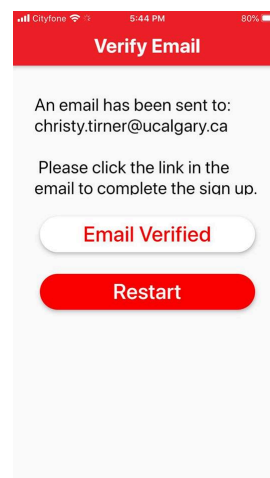 Cityfone 5:44 PM 80%
Verify Email
An email has been sent to:
christy.tirner@ucalgary.ca
Please click the link in the
email to complete the sign up.
Email Verified
Restart